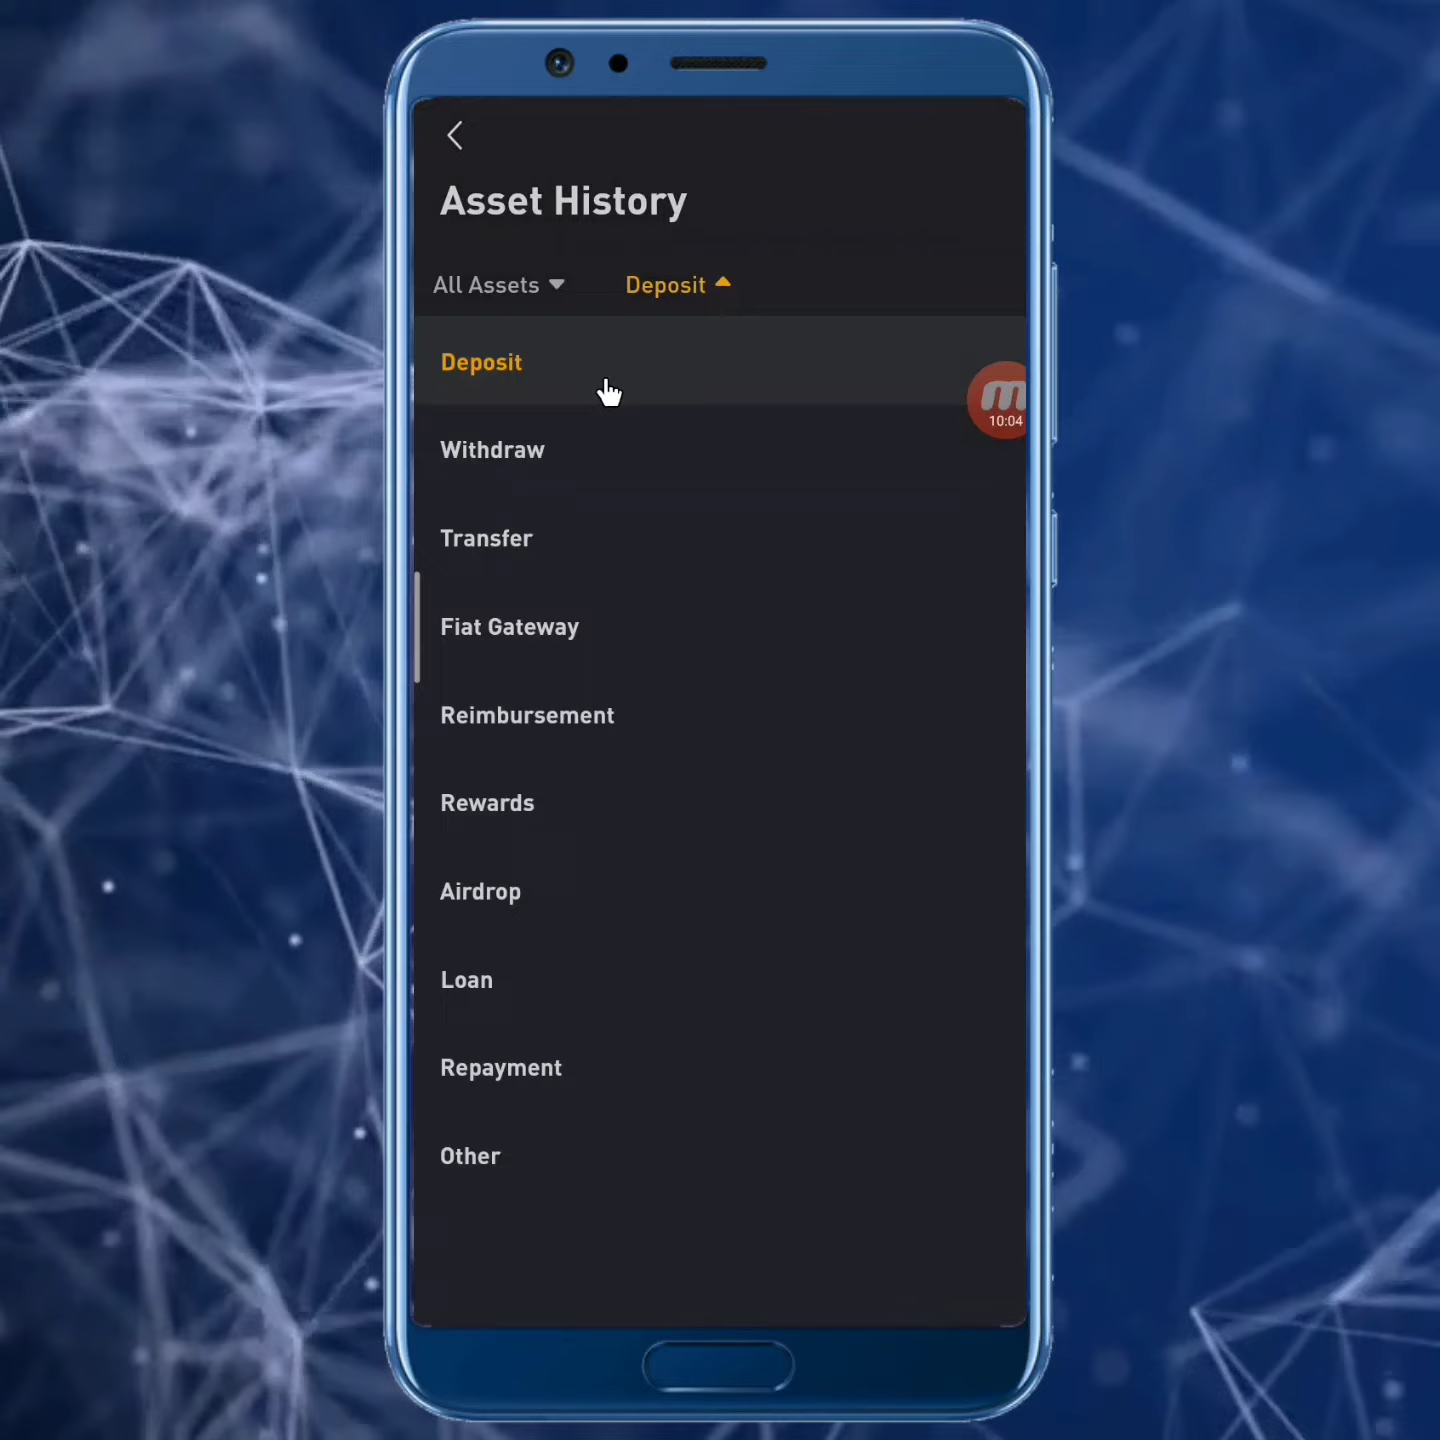 Asset History
All Assets Deposit
Deposit
m
10:04
Withdraw
Transfer
Fiat Gateway
Reimbursement
Rewards
Airdrop
Loan
Repayment
Other